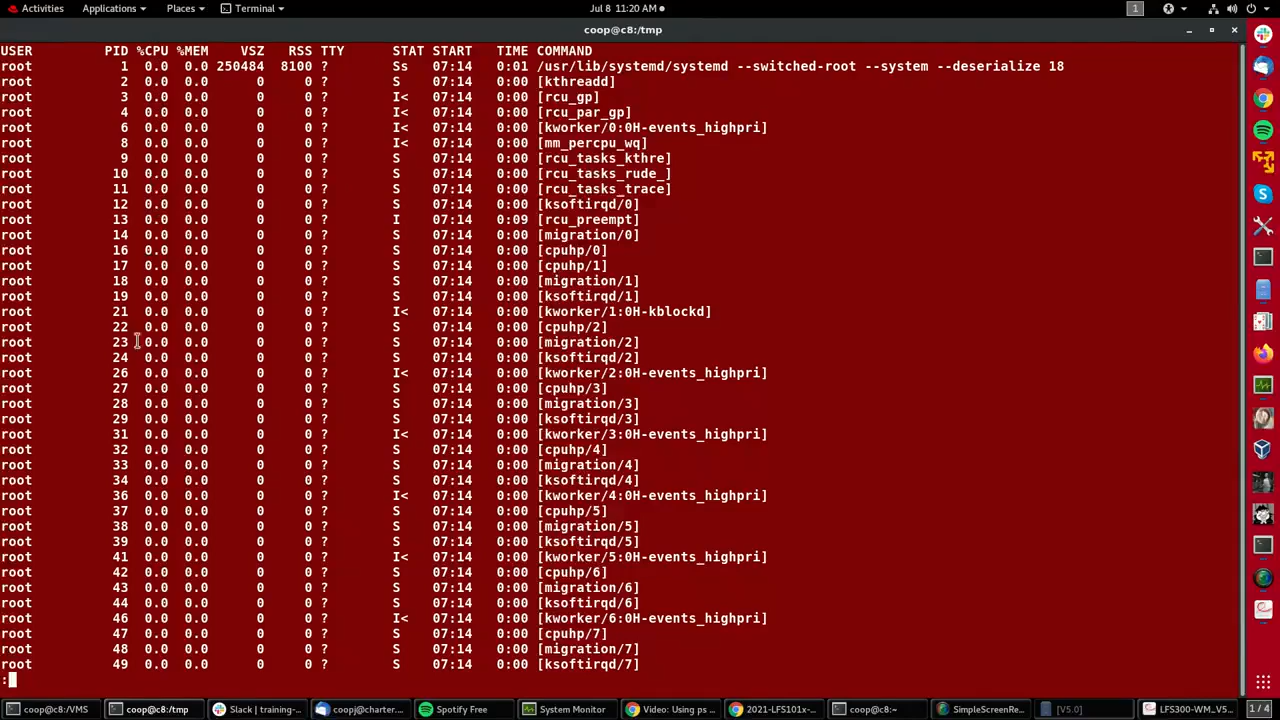 Activities Applications Places Terminal Jul 8 11:20 AM 1
coop@c8:/tmp
USER PID %CPU %MEM VSZ RSS TTY STAT START TIME COMMAND
root 1 0.0 0.0 250484 8100 ? Ss 07:14 0:01 /usr/lib/systemd/systemd --switched-root --system --deserialize 18
root 2 0.0 0.0 0 0 ? S 07:14 0:00 [kthreadd]
root 3 0.0 0.0 0 0 ? I< 07:14 0:00 [rcu_gp]
root 4 0.0 0.0 0 0 ? I< 07:14 0:00 [rcu_par_gp]
root 6 0.0 0.0 0 0 ? I< 07:14 0:00 [kworker/0:0H-events_highpri]
root 8 0.0 0.0 0 0 ? I< 07:14 0:00 [mm_percpu_wq]
root 9 0.0 0.0 0 0 ? S 07:14 0:00 [rcu_tasks_kthre]
root 10 0.0 0.0 0 0 ? S 07:14 0:00 [rcu_tasks_rude_]
root 11 0.0 0.0 0 0 ? S 07:14 0:00 [rcu_tasks_trace]
root 12 0.0 0.0 0 0 ? S 07:14 0:00 [ksoftirqd/0]
root 13 0.0 0.0 0 0 ? I 07:14 0:09 [rcu_preempt]
root 14 0.0 0.0 0 0 ? S 07:14 0:00 [migration/0]
root 16 0.0 0.0 0 0 ? S 07:14 0:00 [cpuhp/0]
root 17 0.0 0.0 0 0 ? S 07:14 0:00 [cpuhp/1]
root 18 0.0 0.0 0 0 ? S 07:14 0:00 [migration/1]
root 19 0.0 0.0 0 0 ? S 07:14 0:00 [ksoftirqd/1]
root 21 0.0 0.0 0 0 ? I< 07:14 0:00 [kworker/1:0H-kblockd]
root 22 0.0 0.0 0 0 ? S 07:14 0:00 [cpuhp/2]
root 23 0.0 0.0 0 0 ? S 07:14 0:00 [migration/2]
root 24 0.0 0.0 0 0 ? S 07:14 0:00 [ksoftirqd/2]
root 26 0.0 0.0 0 0 ? I< 07:14 0:00 [kworker/2:0H-events_highpri]
root 27 0.0 0.0 0 0 ? S 07:14 0:00 [cpuhp/3]
root 28 0.0 0.0 0 0 ? S 07:14 0:00 [migration/3]
root 29 0.0 0.0 0 0 ? S 07:14 0:00 [ksoftirqd/3]
root 31 0.0 0.0 0 0 ? I< 07:14 0:00 [kworker/3:0H-events_highpri]
root 32 0.0 0.0 0 0 ? S 07:14 0:00 [cpuhp/4]
root 33 0.0 0.0 0 0 ? S 07:14 0:00 [migration/4]
root 34 0.0 0.0 0 0 ? S 07:14 0:00 [ksoftirqd/4]
root 36 0.0 0.0 0 0 ? I< 07:14 0:00 [kworker/4:0H-events_highpri]
root 37 0.0 0.0 0 0 ? S 07:14 0:00 [cpuhp/5]
root 38 0.0 0.0 0 0 ? S 07:14 0:00 [migration/5]
root 39 0.0 0.0 0 0 ? S 07:14 0:00 [ksoftirqd/5]
root 41 0.0 0.0 0 0 ? I< 07:14 0:00 [kworker/5:0H-events_highpri]
root 42 0.0 0.0 0 0 ? S 07:14 0:00 [cpuhp/6]
root 43 0.0 0.0 0 0 ? S 07:14 0:00 [migration/6]
root 44 0.0 0.0 0 0 ? S 07:14 0:00 [ksoftirqd/6]
root 46 0.0 0.0 0 0 ? I< 07:14 0:00 [kworker/6:0H-events_highpri]
root 47 0.0 0.0 0 0 ? S 07:14 0:00 [cpuhp/7]
root 48 0.0 0.0 0 0 ? S 07:14 0:00 [migration/7]
root 49 0.0 0.0 0 0 ? S 07:14 0:00 [ksoftirqd/7]
:
coop@c8:/VMS coop@c8:/tmp Slack | training-... coopj@charter.... Spotify Free System Monitor Video: Using ps ... 2021-LFS101x-... coop@c8:~ SimpleScreenRe... [V5.0] LFS300-WM_V5... 1 / 4